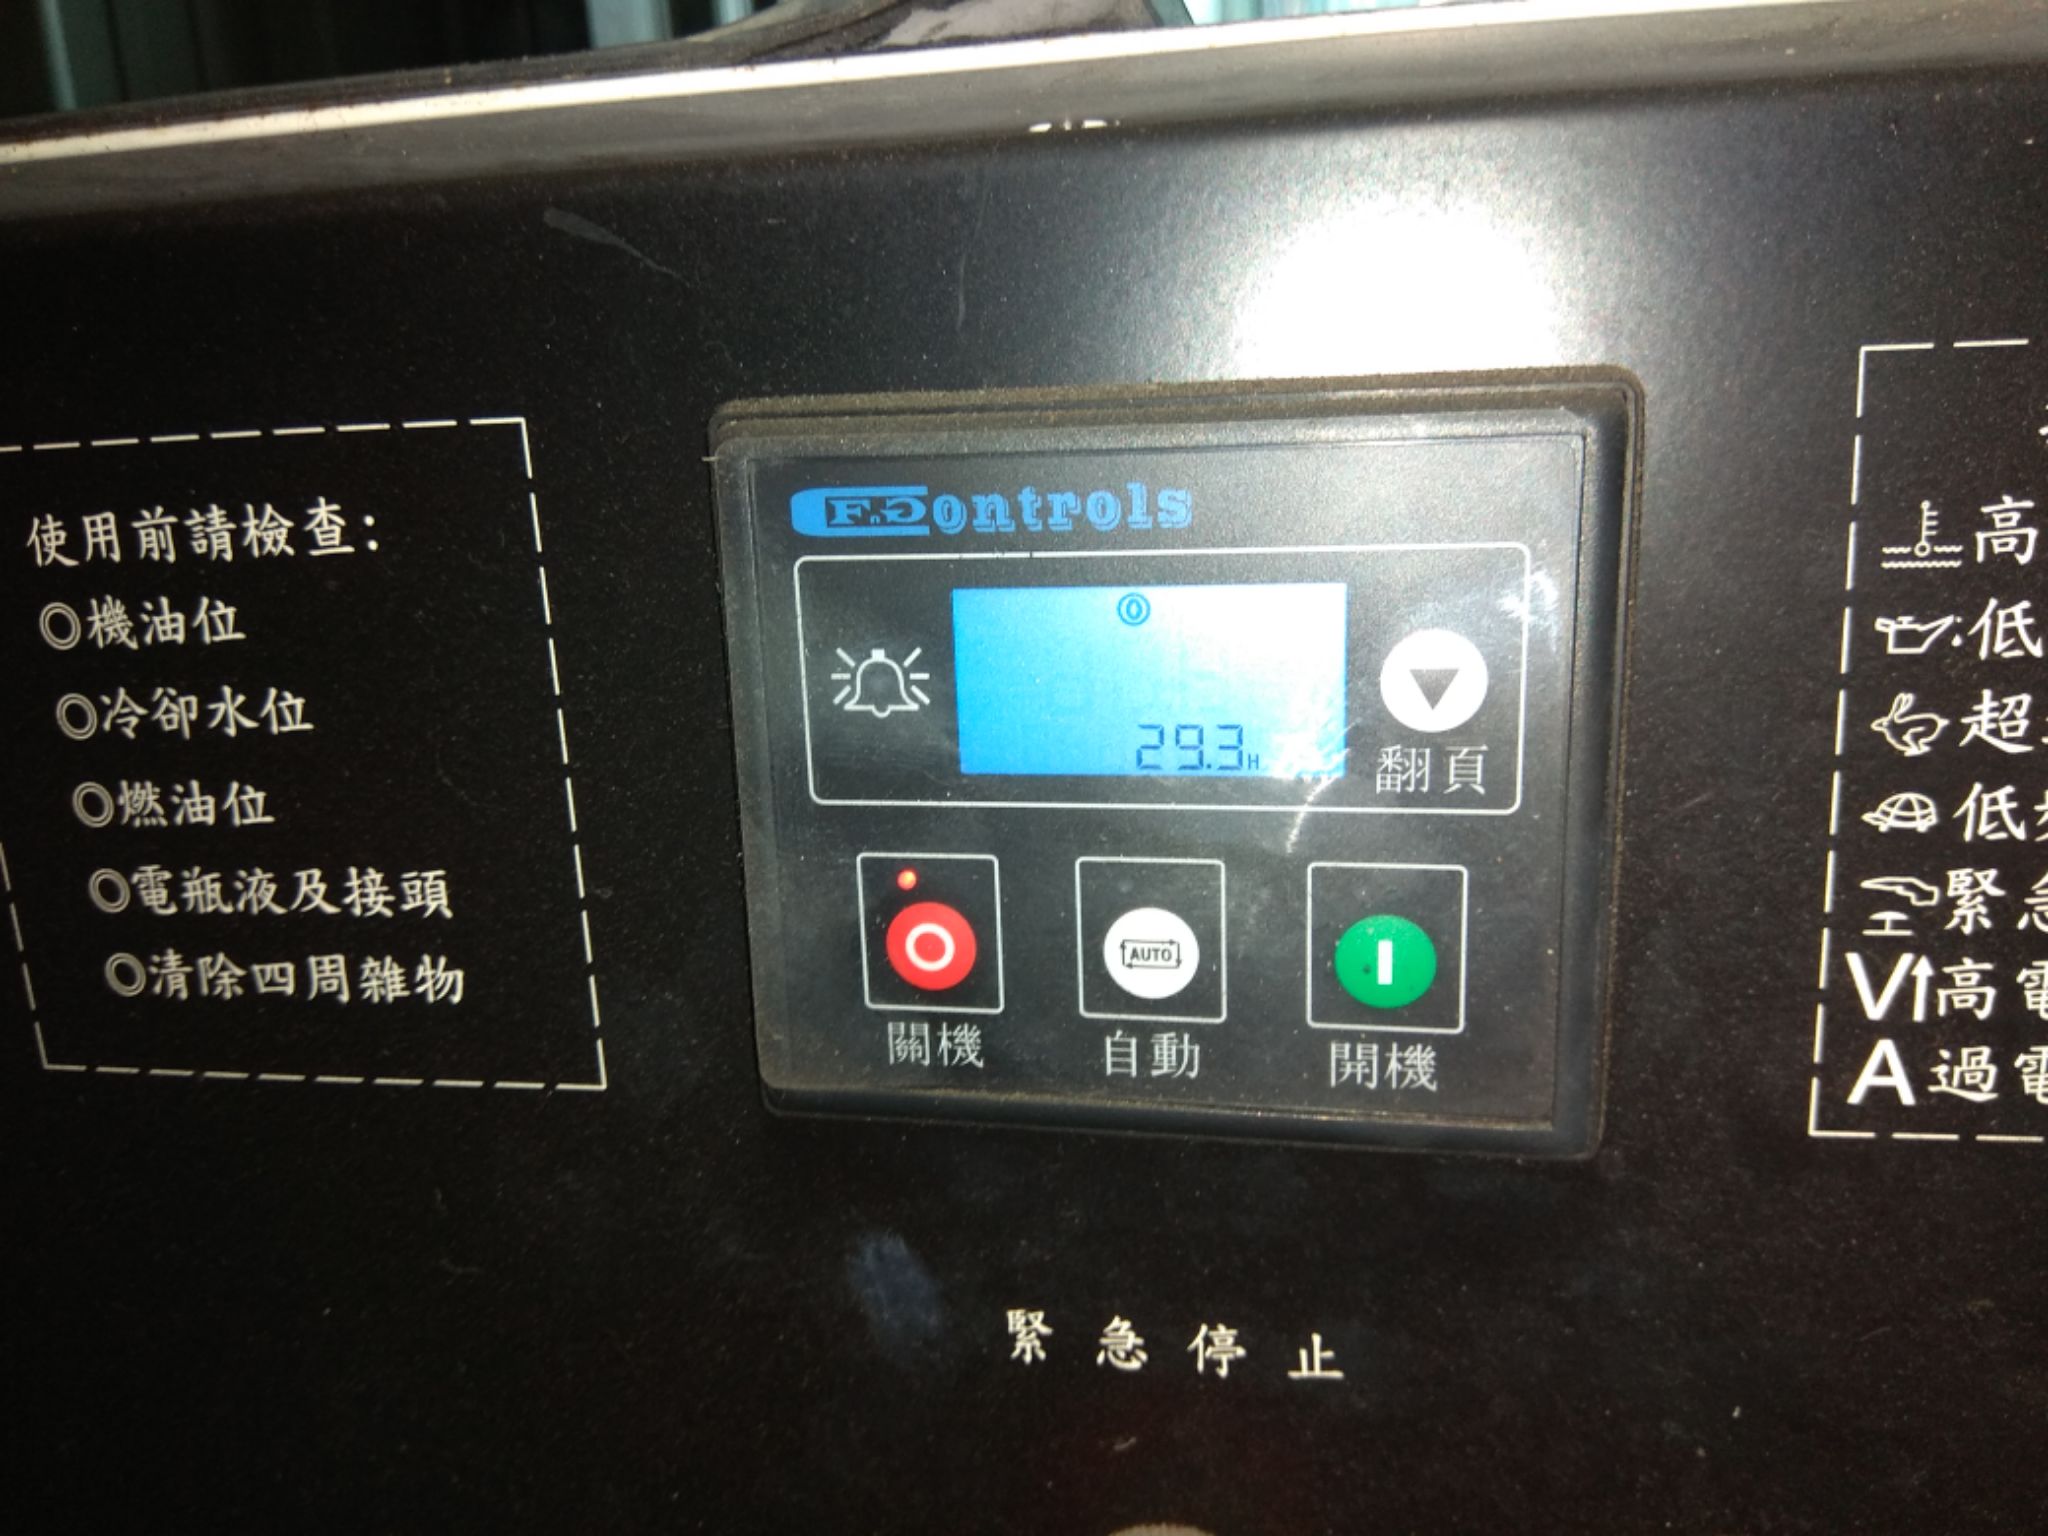 使用前請檢查:
◎機油位
◎冷卻水位
◎燃油位
◎電瓶液及接頭
◎清除四周雜物
Controls
29.3H
翻頁
AUTO
關機
自動
開機
緊急停止
高
低
超
低
緊急
V↑高電
A過電